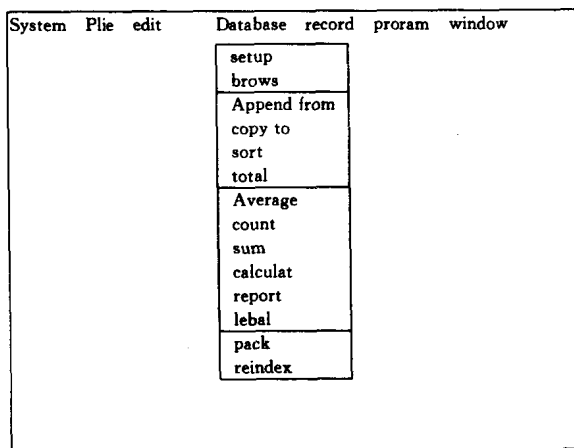 System Plie edit Database record proram window
setup
brows
Append from
copy to
sort
total
Average
count
sum
calculat
report
lebal
pack
reindex